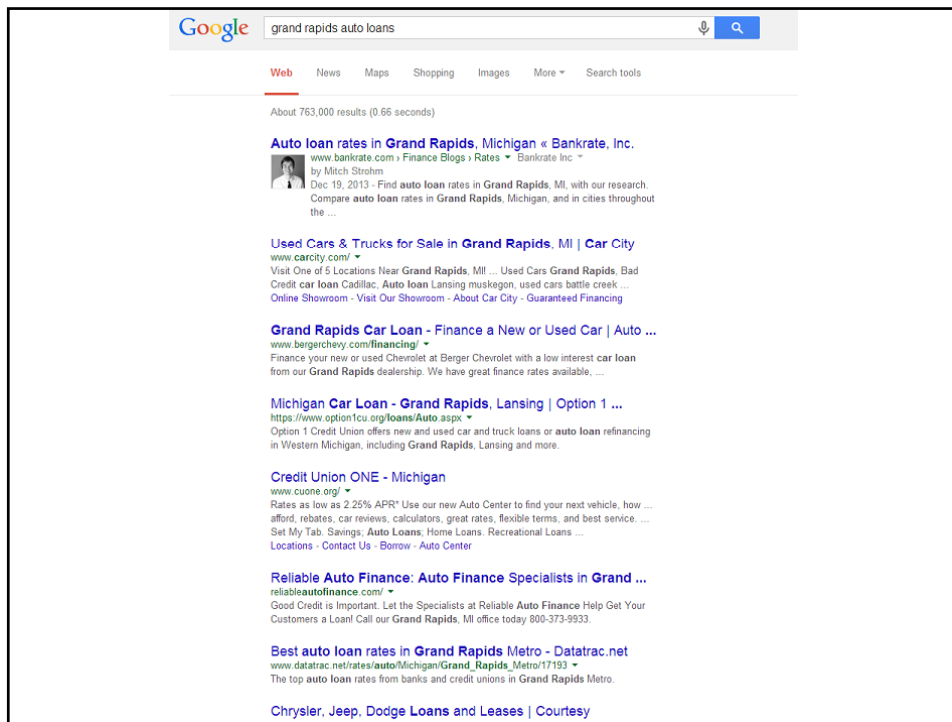 Google
grand rapids auto loans
Web News Maps Shopping Images More Search tools
About 763,000 results (0.66 seconds)
Auto loan rates in Grand Rapids, Michigan « Bankrate, Inc.
www.bankrate.com › Finance Blogs › Rates Bankrate Inc
by Mitch Strohm
Dec 19, 2013 - Find auto loan rates in Grand Rapids, MI, with our research.
Compare auto loan rates in Grand Rapids, Michigan, and in cities throughout
the ...
Used Cars & Trucks for Sale in Grand Rapids, MI | Car City
www.carcity.com/
Visit One of 5 Locations Near Grand Rapids, MI! ... Used Cars Grand Rapids, Bad
Credit car loan Cadillac, Auto loan Lansing muskegon, used cars battle creek ...
Online Showroom - Visit Our Showroom - About Car City - Guaranteed Financing
Grand Rapids Car Loan - Finance a New or Used Car | Auto ...
www.bergerchevy.com/financing/
Finance your new or used Chevrolet at Berger Chevrolet with a low interest car loan
from our Grand Rapids dealership. We have great finance rates available, ...
Michigan Car Loan - Grand Rapids, Lansing | Option 1 ...
https://www.option1cu.org/loans/Auto.aspx
Option 1 Credit Union offers new and used car and truck loans or auto loan refinancing
in Western Michigan, including Grand Rapids, Lansing and more.
Credit Union ONE - Michigan
www.cuone.org/
Rates as low as 2.25% APR* Use our new Auto Center to find your next vehicle, how ...
afford, rebates, car reviews, calculators, great rates, flexible terms, and best service. ...
Set My Tab. Savings; Auto Loans; Home Loans. Recreational Loans ...
Locations - Contact Us - Borrow - Auto Center
Reliable Auto Finance: Auto Finance Specialists in Grand ...
reliableautofinance.com/
Good Credit is Important. Let the Specialists at Reliable Auto Finance Help Get Your
Customers a Loan! Call our Grand Rapids, MI office today 800-373-9933.
Best auto loan rates in Grand Rapids Metro - Datatrac.net
www.datatrac.net/rates/auto/Michigan/Grand_Rapids_Metro/17193
The top auto loan rates from banks and credit unions in Grand Rapids Metro.
Chrysler, Jeep, Dodge Loans and Leases | Courtesy